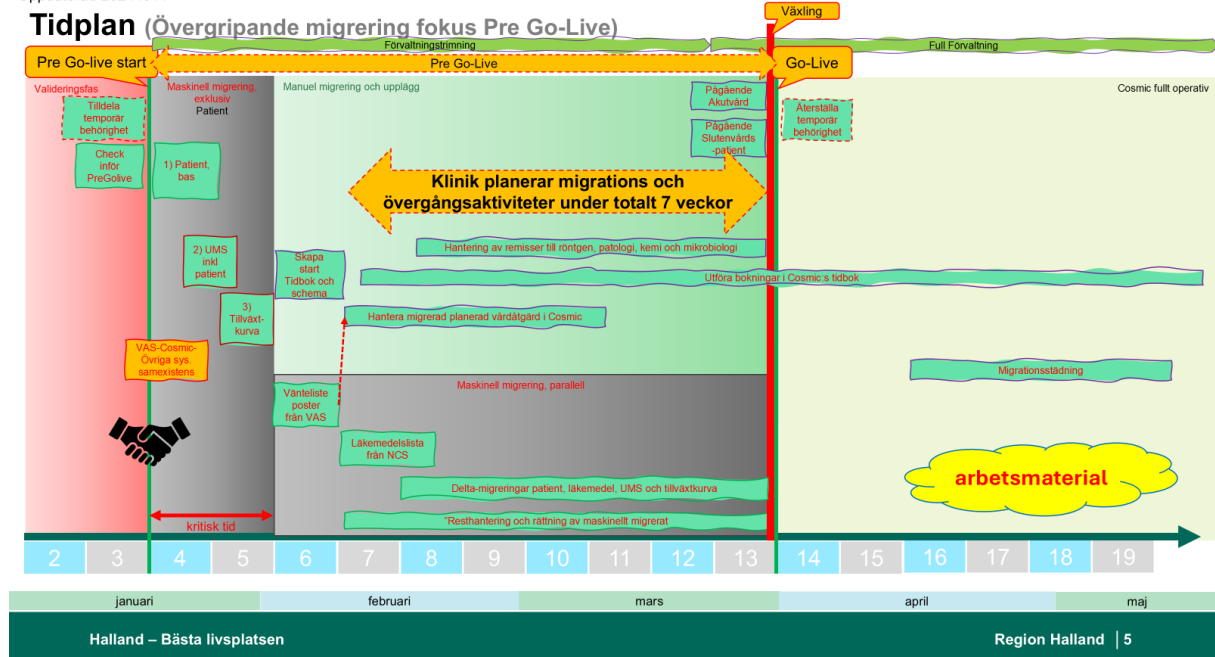 Tidplan (Övergripande migrering fokus Pre Go-Live)
Växling
Förvaltningstrimning
Full Förvaltning
Pre Go-live start
Pre Go-Live
Go-Live
Valideringsfas
Maskinell migrering,
exklusiv
Patient
Manuel migrering och upplägg
Cosmic fullt operativ
Tilldela
temporär
behörighet
Pågående
Akutvård
Återställa
temporär
behörighet
Check
inför
PreGolive
1) Patient,
bas
Pågående
Slutenvårds
-patient
Klinik planerar migrations och
övergångsaktiviteter under totalt 7 veckor
2) UMS
inkl
patient
Skapa
start
Tidbok och
schema
Hantering av remisser till röntgen, patologi, kemi och mikrobiologi
Utföra bokningar i Cosmic:s tidbok
3)
Tillväxt-
kurva
Hantera migrerad planerad vårdåtgärd i Cosmic
VAS-Cosmic-
Övriga sys.
samexistens
Migrationsstädning
Maskinell migrering, parallell
Vänteliste
poster
från VAS
Läkemedelslista
från NCS
arbetsmaterial
Delta-migreringar patient, läkemedel, UMS och tillväxtkurva
kritisk tid
"Resthantering och rättning av maskinellt migrerat
2 3 4 5 6 7 8 9 10 11 12 13 14 15 16 17 18 19
januari februari mars april maj
Halland – Bästa livsplatsen
Region Halland | 5